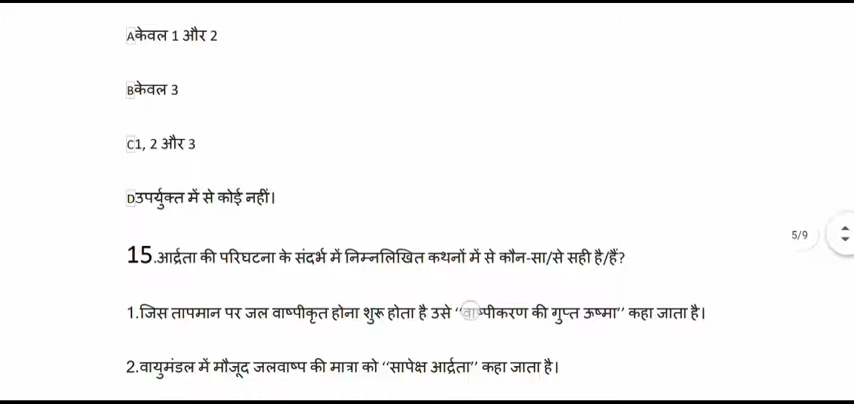 Aकेवल 1 और 2
Bकेवल 3
C1, 2 और 3
Dउपर्युक्त में से कोई नहीं।
15.आर्द्रता की परिघटना के संदर्भ में निम्नलिखित कथनों में से कौन-सा/से सही है/हैं?
5/9
1.जिस तापमान पर जल वाष्पीकृत होना शुरू होता है उसे ‘‘वाष्पीकरण की गुप्त ऊष्मा’’ कहा जाता है।
2.वायुमंडल में मौजूद जलवाष्प की मात्रा को ‘‘सापेक्ष आर्द्रता’’ कहा जाता है।